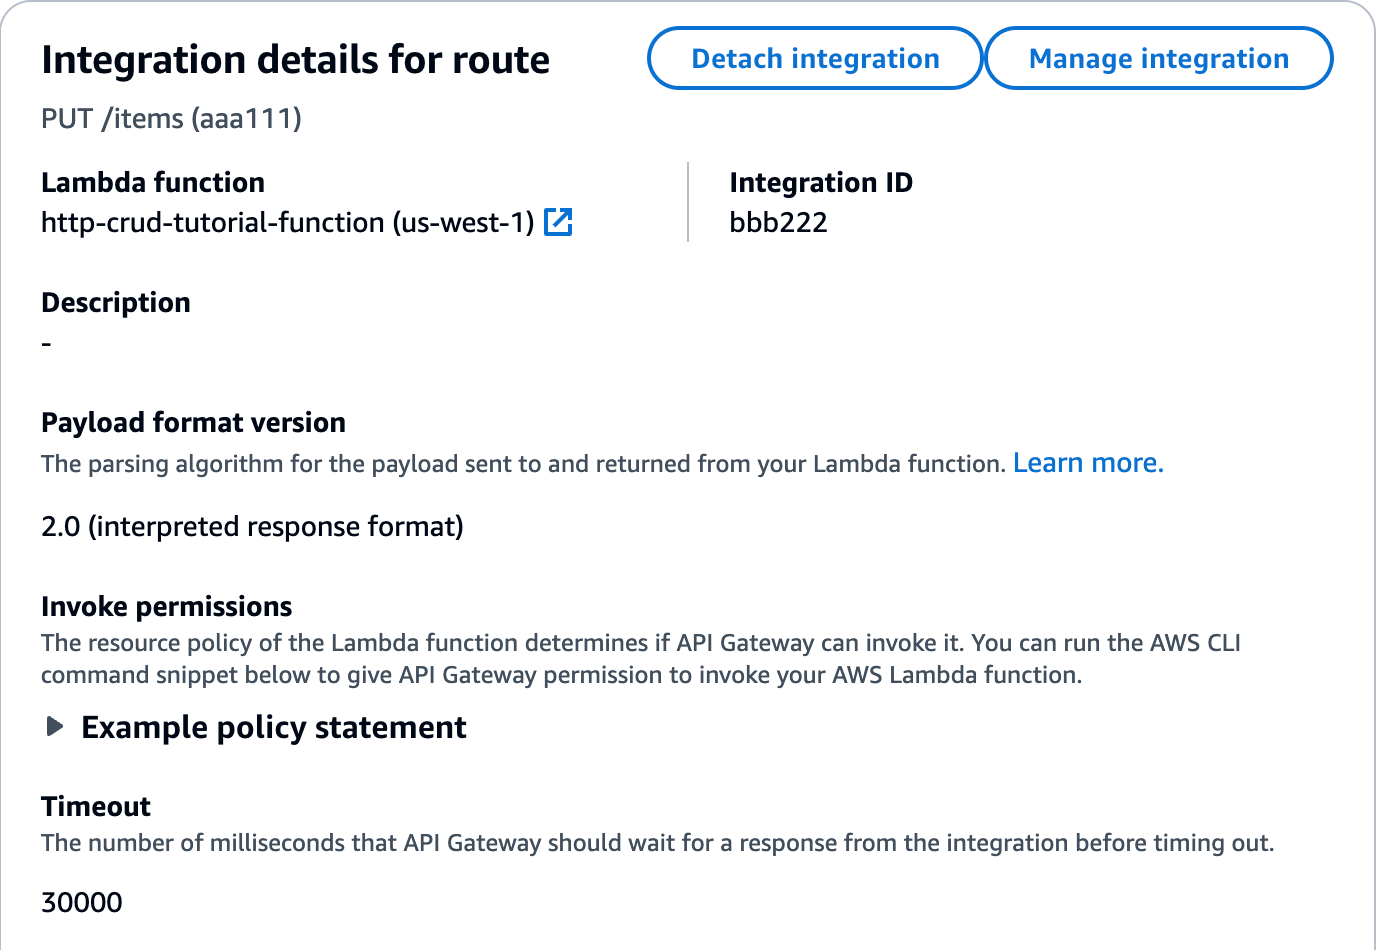 Integration details for route
Detach integration
Manage integration
PUT /items (aaa111)
Lambda function
http-crud-tutorial-function (us-west-1)
Integration ID
bbb222
Description
-
Payload format version
The parsing algorithm for the payload sent to and returned from your Lambda function. Learn more.
2.0 (interpreted response format)
Invoke permissions
The resource policy of the Lambda function determines if API Gateway can invoke it. You can run the AWS CLI
command snippet below to give API Gateway permission to invoke your AWS Lambda function.
Example policy statement
Timeout
The number of milliseconds that API Gateway should wait for a response from the integration before timing out.
30000